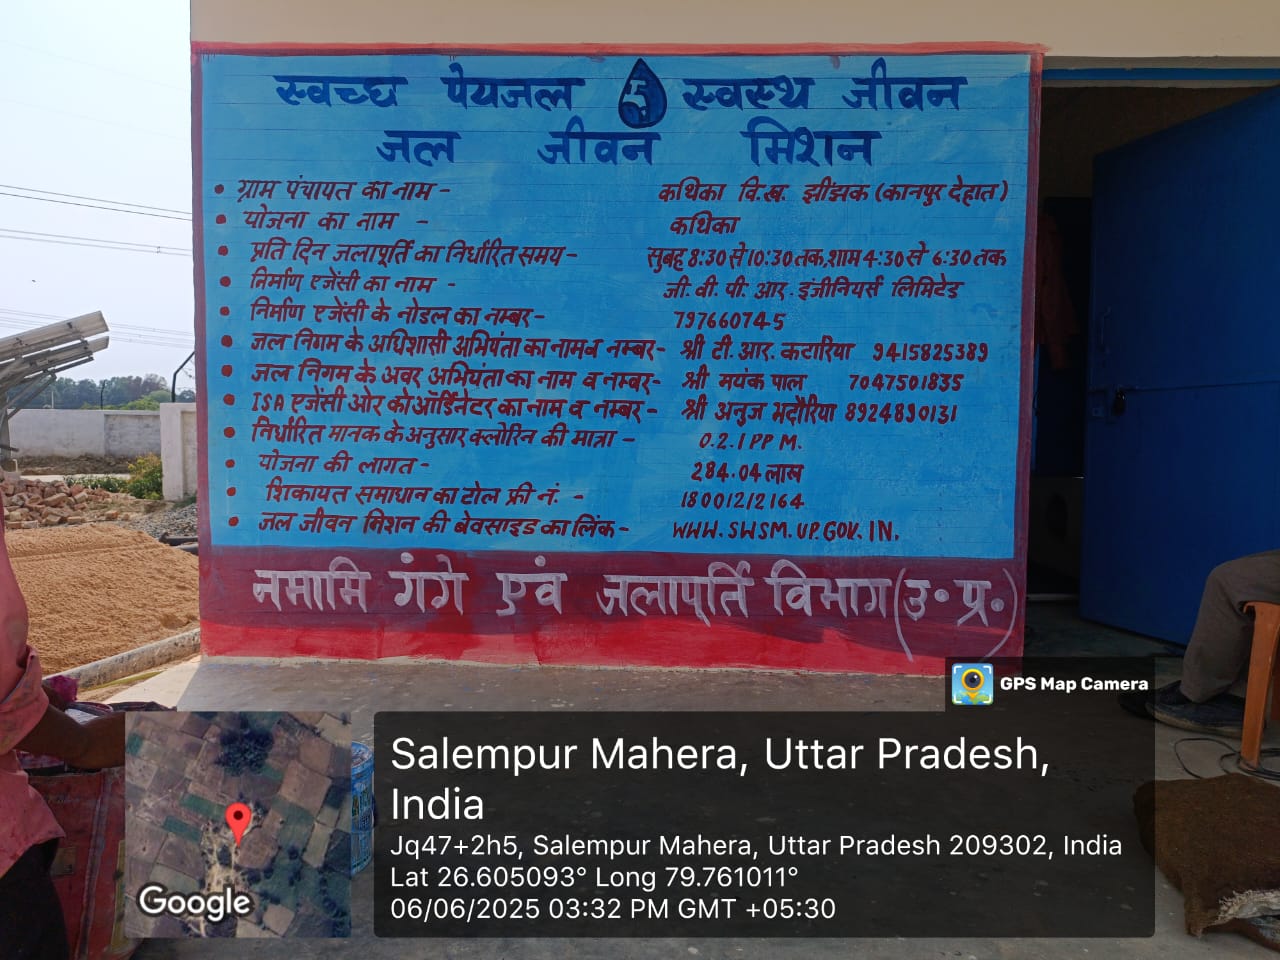 स्वच्छ पेयजल स्वस्थ जीवन
जल जीवन मिशन
• ग्राम पंचायत का नाम - कथिका वि.ख. झींझक (कानपुर देहात)
• योजना का नाम - कथिका
• प्रति दिन जलापूर्ति का निर्धारित समय - सुबह 8:30 से 10:30 तक, शाम 4:30 से 6:30 तक
• निर्माण एजेंसी का नाम - जी. वी. पी. आर. इंजीनियर्स लिमिटेड
• निर्माण एजेंसी के नोडल का नम्बर - 797660745
• जल निगम के अधिशासी अभियंता का नाम व नम्बर - श्री टी. आर. कटारिया 9415825389
• जल निगम के अवर अभियंता का नाम व नम्बर - श्री मयंक पाल 7047501835
• ISA एजेंसी और कोऑर्डिनेटर का नाम व नम्बर - श्री अनुज भदौरिया 8924890131
• निर्धारित मानक के अनुसार क्लोरिन की मात्रा - 0.2.1 PP M.
• योजना की लागत - 284.04 लाख
• शिकायत समाधान का टोल फ्री नं. - 18001212164
• जल जीवन मिशन की बेवसाइड का लिंक - WWW.SWSM.UP.GOV.IN.
नमामि गंगे एवं जलापूर्ति विभाग (उ॰ प्र॰)
GPS Map Camera
Salempur Mahera, Uttar Pradesh,
India
Jq47+2h5, Salempur Mahera, Uttar Pradesh 209302, India
Lat 26.605093° Long 79.761011°
06/06/2025 03:32 PM GMT +05:30
Google